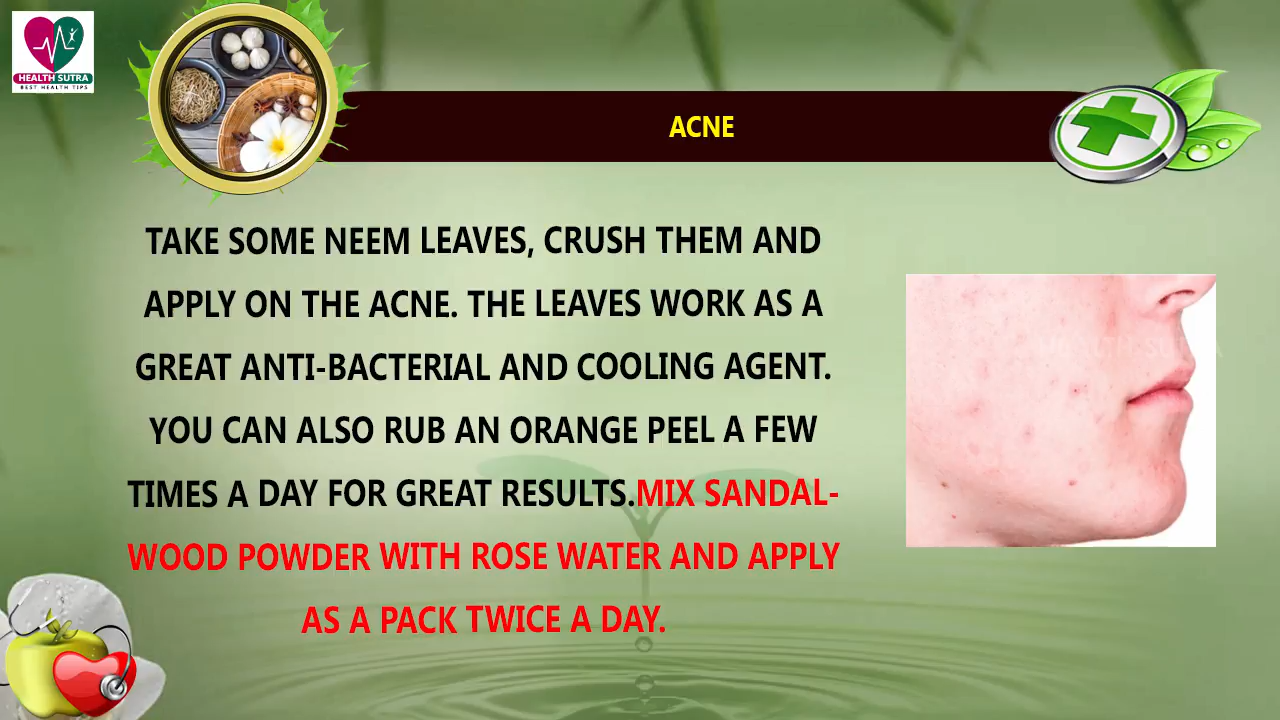 HEALTH SUTRA
BEST HEALTH TIPS
ACNE
TAKE SOME NEEM LEAVES, CRUSH THEM AND
APPLY ON THE ACNE. THE LEAVES WORK AS A
GREAT ANTI-BACTERIAL AND COOLING AGENT.
YOU CAN ALSO RUB AN ORANGE PEEL A FEW
TIMES A DAY FOR GREAT RESULTS.MIX SANDAL-
WOOD POWDER WITH ROSE WATER AND APPLY
AS A PACK TWICE A DAY.